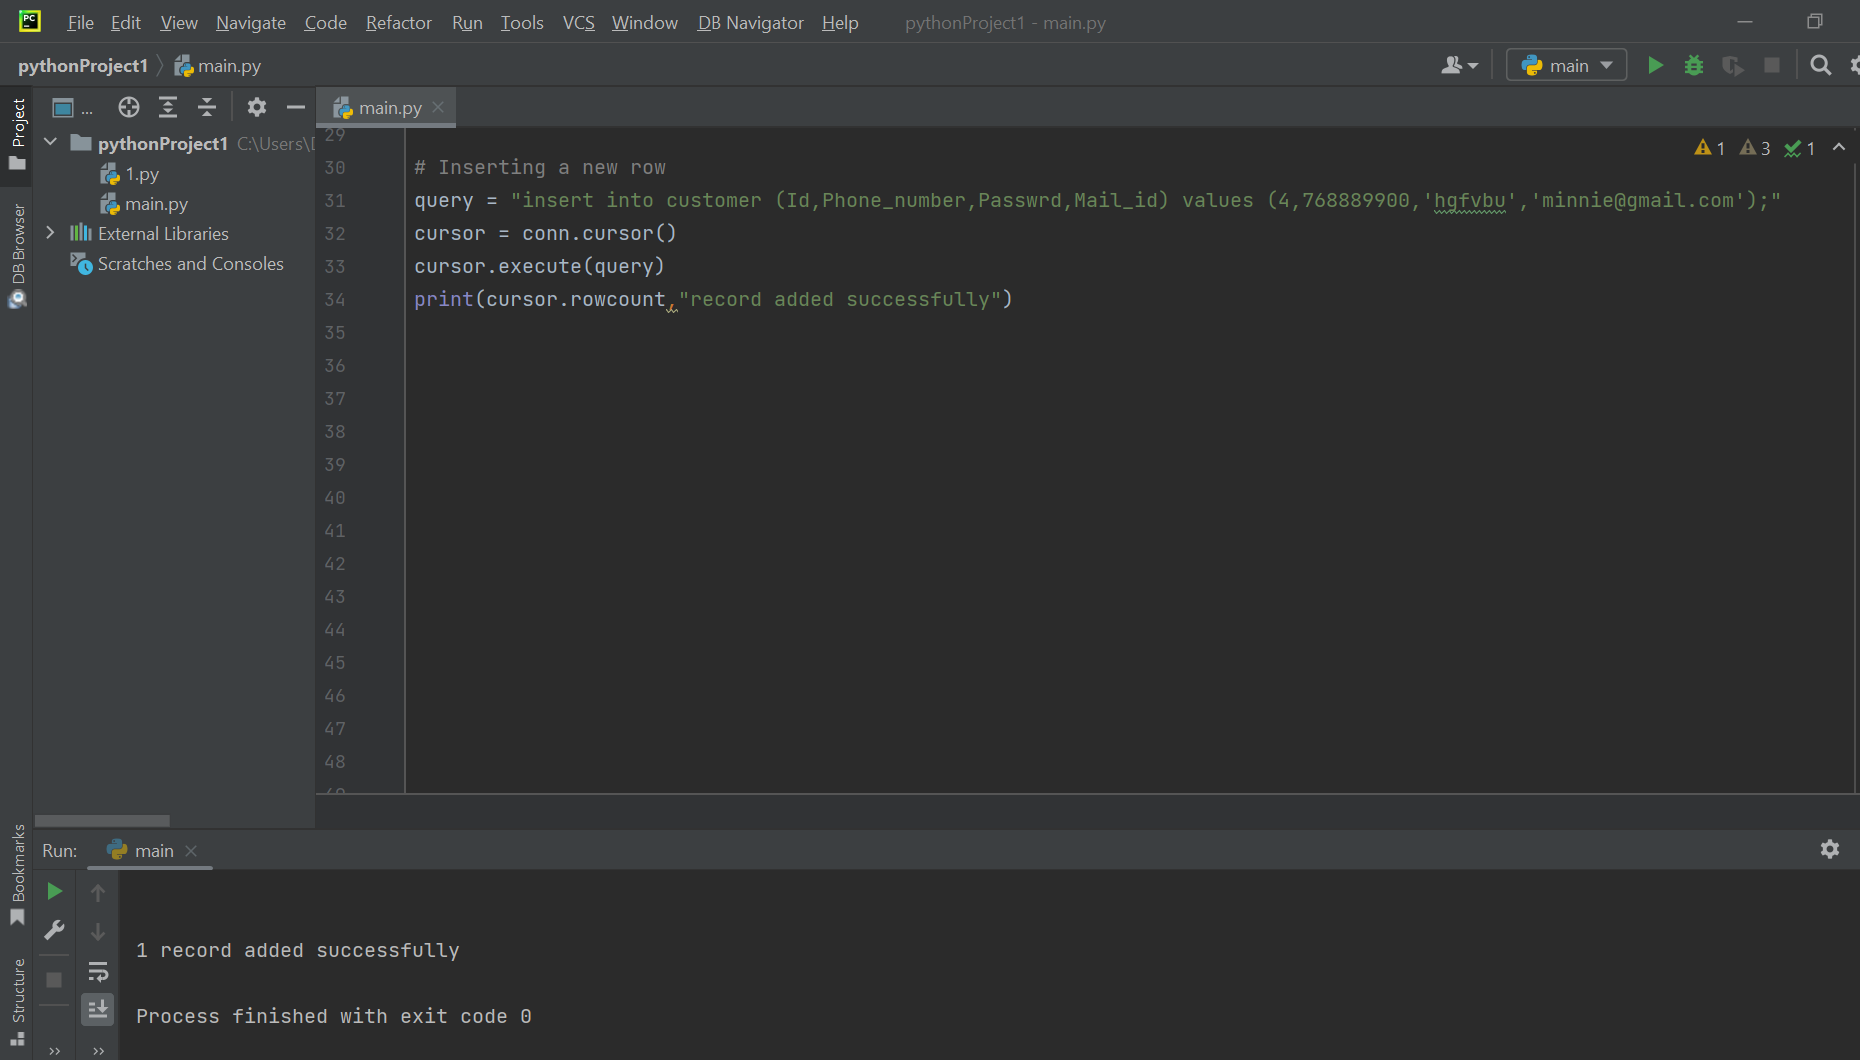 File Edit View Navigate Code Refactor Run Tools VCS Window DB Navigator Help pythonProject1 - main.py
pythonProject1 main.py main
Project
DB Browser
Bookmarks
Structure
...
pythonProject1 C:\Users\
1.py
main.py
External Libraries
Scratches and Consoles
main.py
1 3 1
29
30 # Inserting a new row
31 query = "insert into customer (Id,Phone_number,Passwrd,Mail_id) values (4,768889900,'hgfvbu','minnie@gmail.com');"
32 cursor = conn.cursor()
33 cursor.execute(query)
34 print(cursor.rowcount,"record added successfully")
35
36
37
38
39
40
41
42
43
44
45
46
47
48
Run: main
1 record added successfully
Process finished with exit code 0